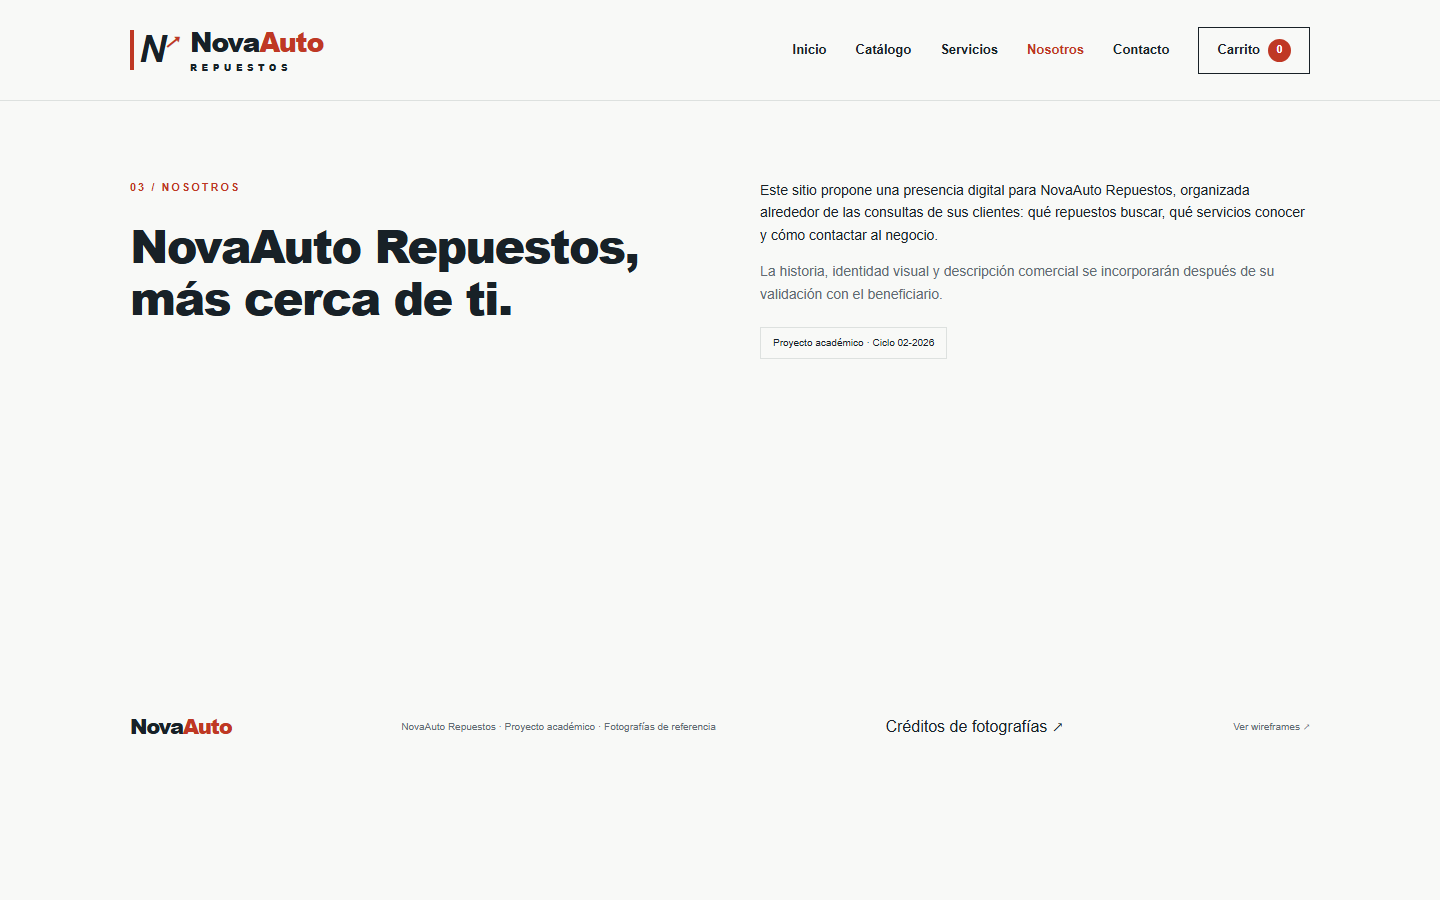 N↗ NovaAuto
REPUESTOS
Inicio Catálogo Servicios Nosotros Contacto Carrito 0
03 / NOSOTROS
NovaAuto Repuestos,
más cerca de ti.
Este sitio propone una presencia digital para NovaAuto Repuestos, organizada
alrededor de las consultas de sus clientes: qué repuestos buscar, qué servicios conocer
y cómo contactar al negocio.
La historia, identidad visual y descripción comercial se incorporarán después de su
validación con el beneficiario.
Proyecto académico · Ciclo 02-2026
NovaAuto
NovaAuto Repuestos · Proyecto académico · Fotografías de referencia
Créditos de fotografías ↗
Ver wireframes ↗